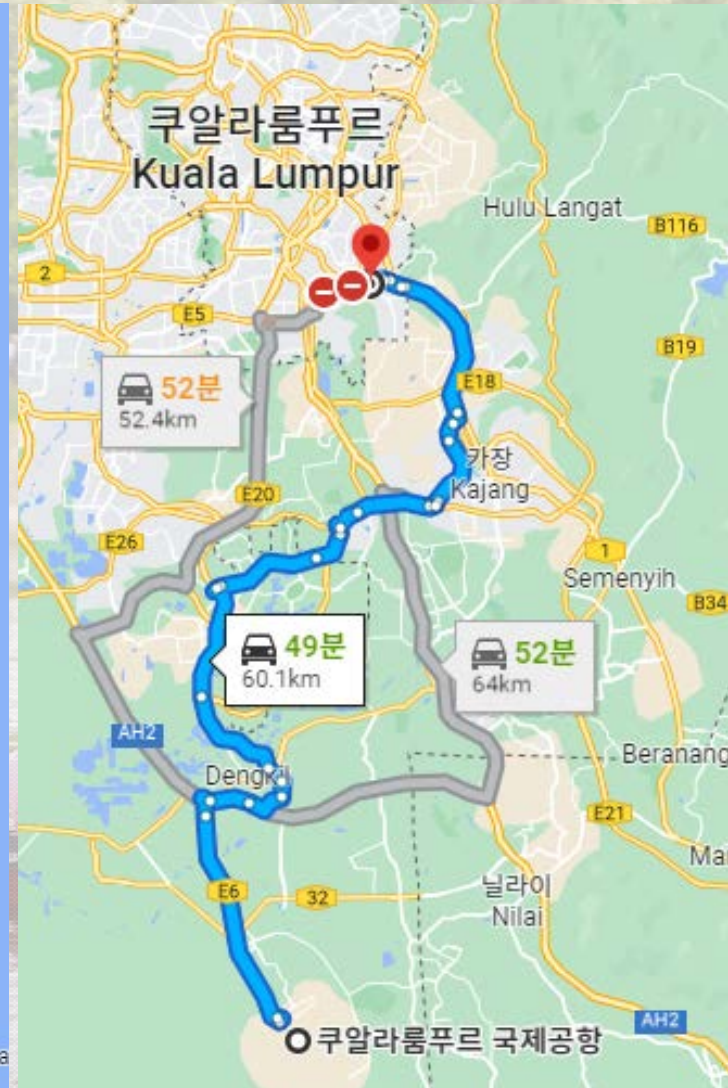 쿠알라룸푸르
Kuala Lumpur
Hulu Langat
B116
2
E5
B19
52분
52.4km
E18
카장
Kajang
E20
E26
1
Semenyih
B34
49분
60.1km
52분
64km
AH2
Beranang
Dengkil
E21
Ma
E6
32
닐라이
Nilai
AH2
쿠알라룸푸르 국제공항
a